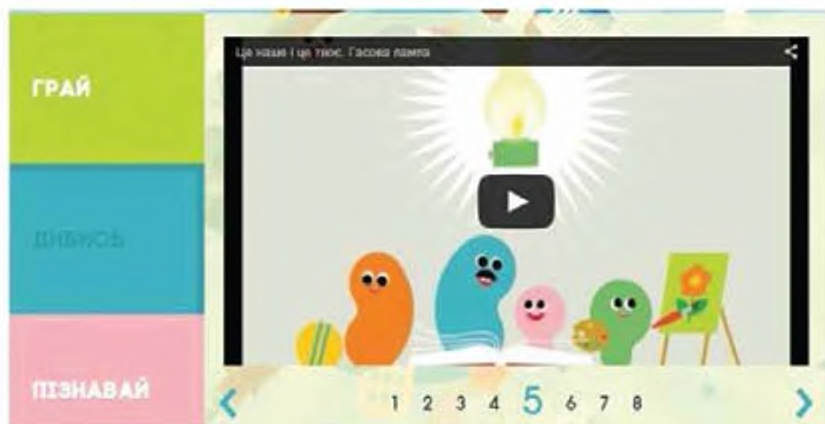 ГРАЙ
ДИВИСЬ
ПІЗНАВАЙ
Це наше і це твоє. Гасова лампа
1 2 3 4 5 6 7 8